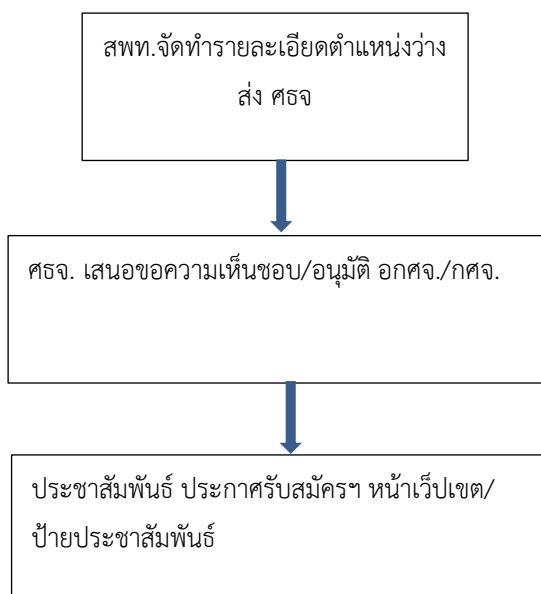 สพท.จัดทำรายละเอียดตำแหน่งว่าง
ส่ง ศธจ
ศธจ. เสนอขอความเห็นชอบ/อนุมัติ อกศจ./กศจ.
ประชาสัมพันธ์ ประกาศรับสมัครฯ หน้าเว็ปเขต/
ป้ายประชาสัมพันธ์